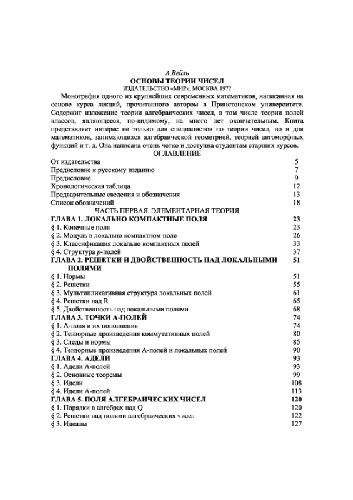 А.Вейль
ОСНОВЫ ТЕОРИИ ЧИСЕЛ
ИЗДАТЕЛЬСТВО «МИР», МОСКВА 1972
Монография одного из крупнейших современных математиков, написанная на
основе курса лекций, прочитанного автором в Принстонском университете.
Содержит изложение теории алгебраических чисел, в том числе теория полей
классов, являющееся, по-видимому, на много лет окончательным. Книга
представляет интерес не только для специалистов по теории чисел, но и для
математиков, занимающихся алгебраической геометрией, теорией автоморфных
функций и т. д. Она написана очень четко и доступна студентам старших курсов.
ОГЛАВЛЕНИЕ
От издательства 5
Предисловие к русскому изданию 7
Предисловие 9
Хронологическая таблица 12
Предварительные сведения и обозначения 13
Список обозначений 18
ЧАСТЬ ПЕРВАЯ. ЭЛЕМЕНТАРНАЯ ТЕОРИЯ
ГЛАВА 1. ЛОКАЛЬНО КОМПАКТНЫЕ ПОЛЯ 23
§ 1. Конечные поля 23
§ 2. Модуль в локально компактном поле 26
§ 3. Классификация локально компактных полей 33
§ 4. Структура p-полей 37
ГЛАВА 2. РЕШЕТКИ И ДВОЙСТВЕННОСТЬ НАД ЛОКАЛЬНЫМИ 51
ПОЛЯМИ
§ 1. Нормы 51
§ 2. Решетки 55
§ 3. Мультипликативная структура локальных полей 61
§ 4. Решетки над R 65
§ 5. Двойственность над локальными полями 68
ГЛАВА 3. ТОЧКИ A-ПОЛЕЙ 74
§ 1. A-поля и их пополнения 74
§ 2. Тензорные произведения коммутативных полей 80
§ 3. Следы и нормы 85
§ 4. Тензорные произведения A-полей и локальных полей 90
ГЛАВА 4. АДЕЛИ 93
§ 1. Адели A-полей 93
§ 2. Основные теоремы 99
§ 3. Идели 108
§ 4. Идели A-полей 113
ГЛАВА 5. ПОЛЯ АЛГЕБРАИЧЕСКИХ ЧИСЕЛ 120
§ 1. Порядки в алгебрах над Q 120
§ 2. Решетки над полями алгебраических чисел 122
§ 3. Идеалы 127